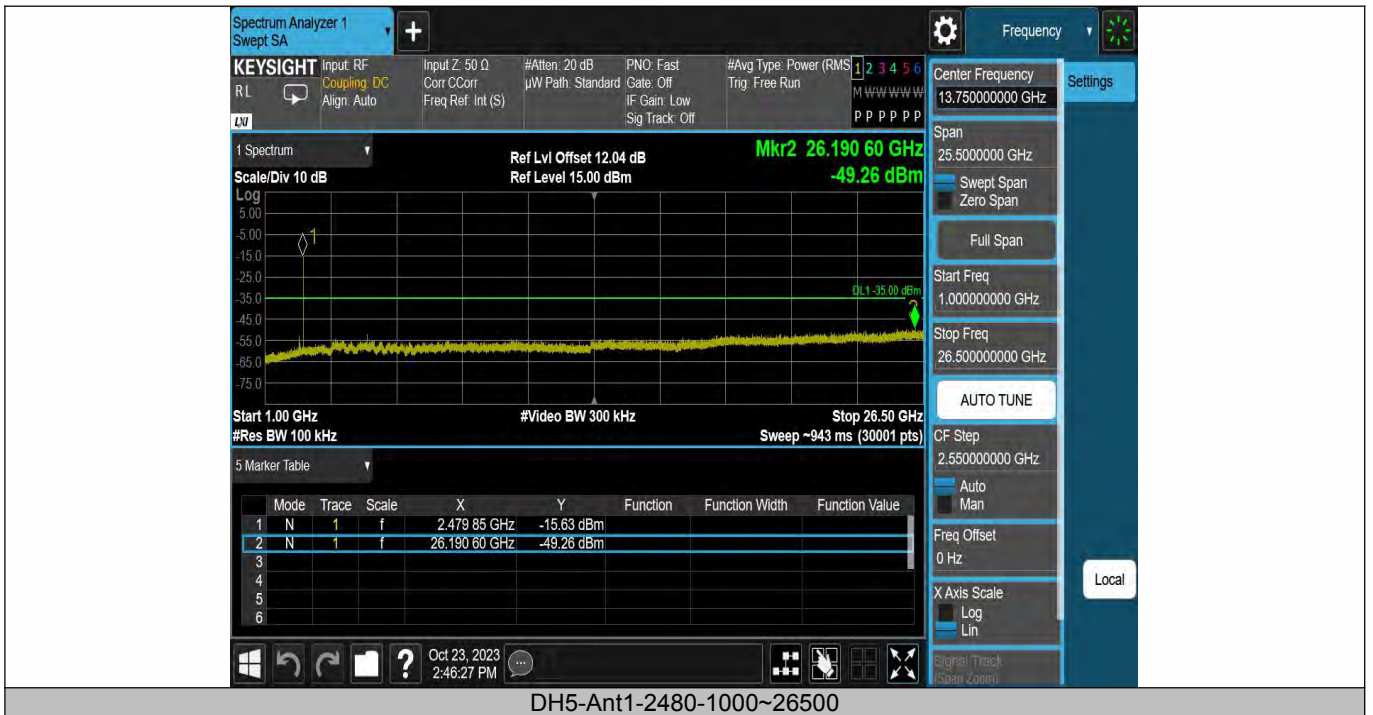 Spectrum Analyzer 1
Swept SA
+
Frequency
KEYSIGHT
RL
LXI
Input: RF
Coupling: DC
Align: Auto
Input Z: 50 Ω
Corr CCorr
Freq Ref: Int (S)
#Atten: 20 dB
µW Path: Standard
PNO: Fast
Gate: Off
IF Gain: Low
Sig Track: Off
#Avg Type: Power (RMS
Trig: Free Run
1 2 3 4 5 6
M W W W W W
P P P P P P
1 Spectrum
Scale/Div 10 dB
Ref Lvl Offset 12.04 dB
Ref Level 15.00 dBm
Mkr2 26.190 60 GHz
-49.26 dBm
Log
5.00
-5.00
-15.0
-25.0
-35.0
-45.0
-55.0
-65.0
-75.0
1
DL1 -35.00 dBm
2
Start 1.00 GHz
#Res BW 100 kHz
#Video BW 300 kHz
Stop 26.50 GHz
Sweep ~943 ms (30001 pts)
5 Marker Table
Mode Trace Scale X Y Function Function Width Function Value
1 N 1 f 2.479 85 GHz -15.63 dBm
2 N 1 f 26.190 60 GHz -49.26 dBm
3
4
5
6
?
Oct 23, 2023
2:46:27 PM
Center Frequency
13.750000000 GHz
Settings
Span
25.5000000 GHz
Swept Span
Zero Span
Full Span
Start Freq
1.000000000 GHz
Stop Freq
26.500000000 GHz
AUTO TUNE
CF Step
2.550000000 GHz
Auto
Man
Freq Offset
0 Hz
X Axis Scale
Log
Lin
Signal Track
(Span Zoom)
Local
DH5-Ant1-2480-1000~26500